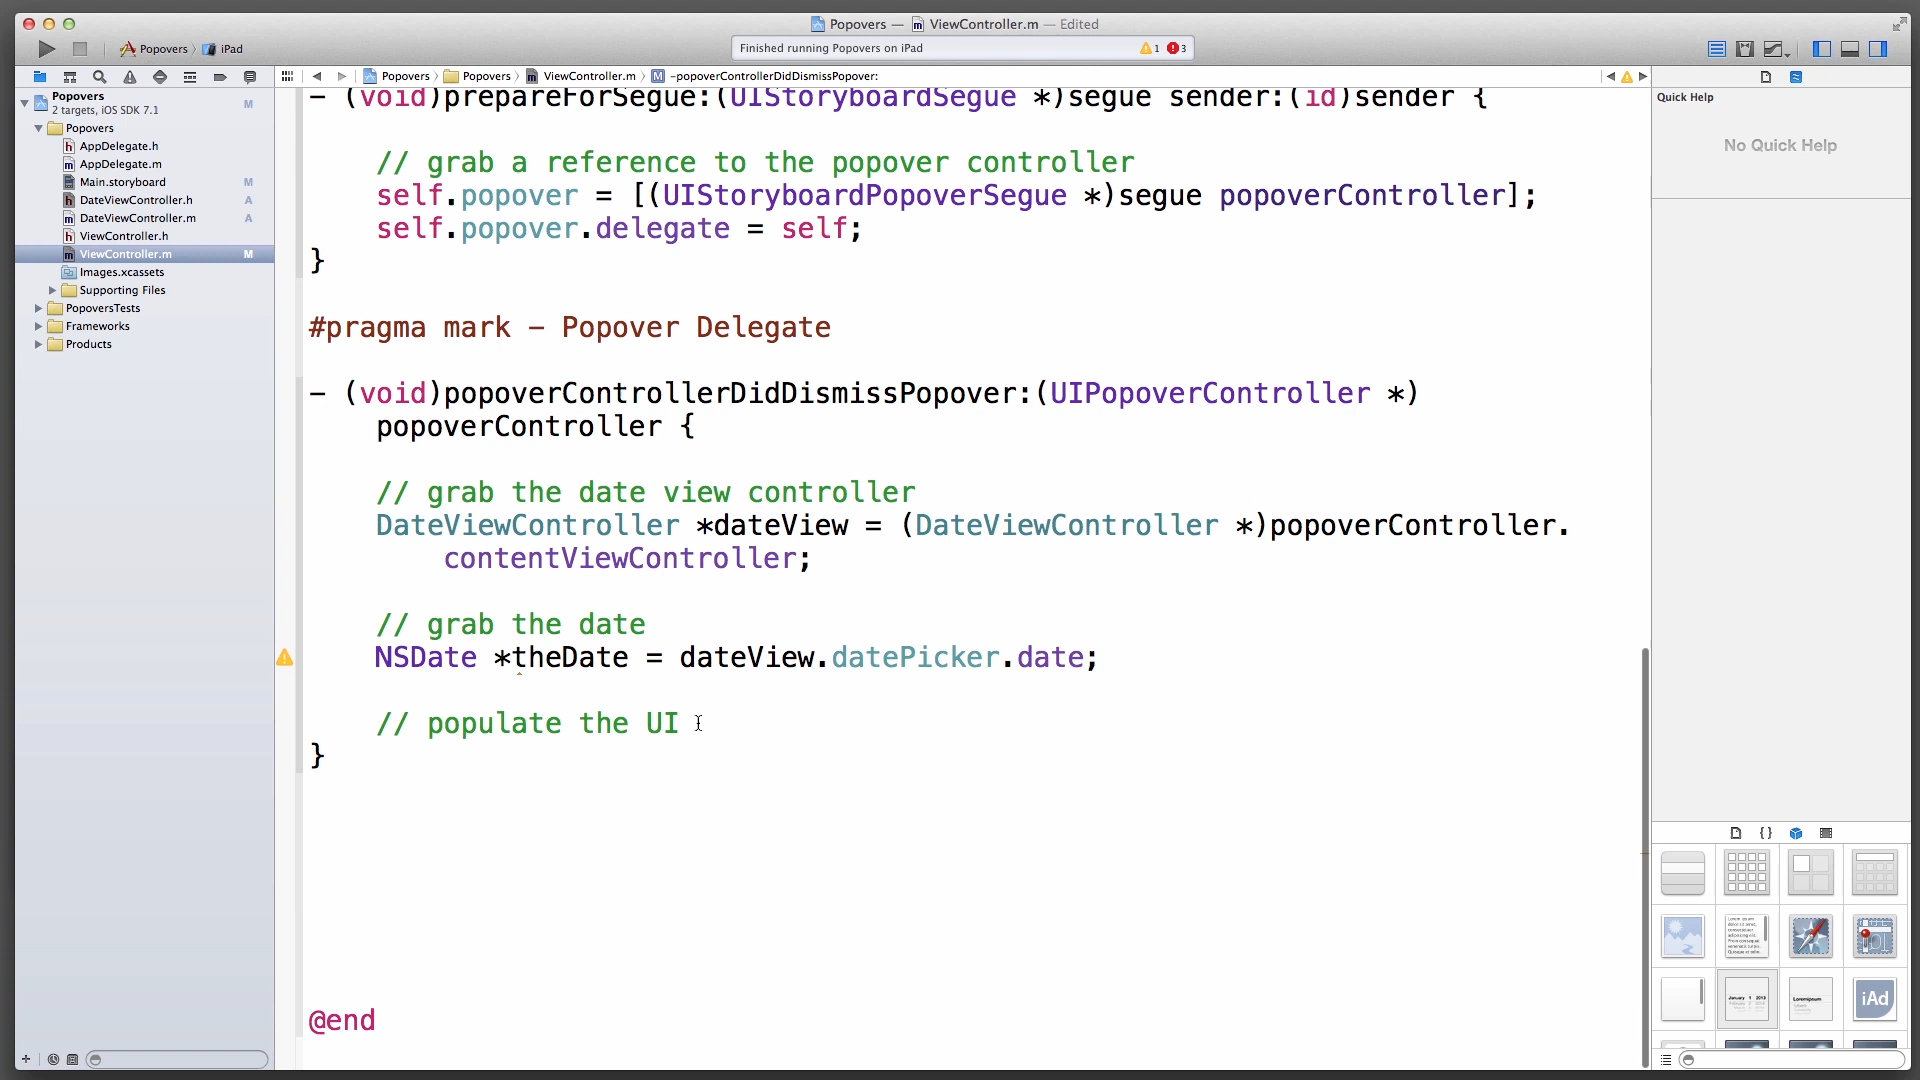 Popovers — ViewController.m — Edited
Popovers iPad
Finished running Popovers on iPad 1 3
Popovers Popovers ViewController.m M -popoverControllerDidDismissPopover:
Popovers M
2 targets, iOS SDK 7.1
Popovers
h AppDelegate.h
m AppDelegate.m
Main.storyboard M
h DateViewController.h A
m DateViewController.m A
h ViewController.h
m ViewController.m M
Images.xcassets
Supporting Files
PopoversTests
Frameworks
Products
- (void)prepareForSegue:(UIStoryboardSegue *)segue sender:(id)sender {
// grab a reference to the popover controller
self.popover = [(UIStoryboardPopoverSegue *)segue popoverController];
self.popover.delegate = self;
}
#pragma mark - Popover Delegate
- (void)popoverControllerDidDismissPopover:(UIPopoverController *)
popoverController {
// grab the date view controller
DateViewController *dateView = (DateViewController *)popoverController.
contentViewController;
// grab the date
NSDate *theDate = dateView.datePicker.date;
// populate the UI
}
@end
Quick Help
No Quick Help
{ }
January 1 2013
iAd